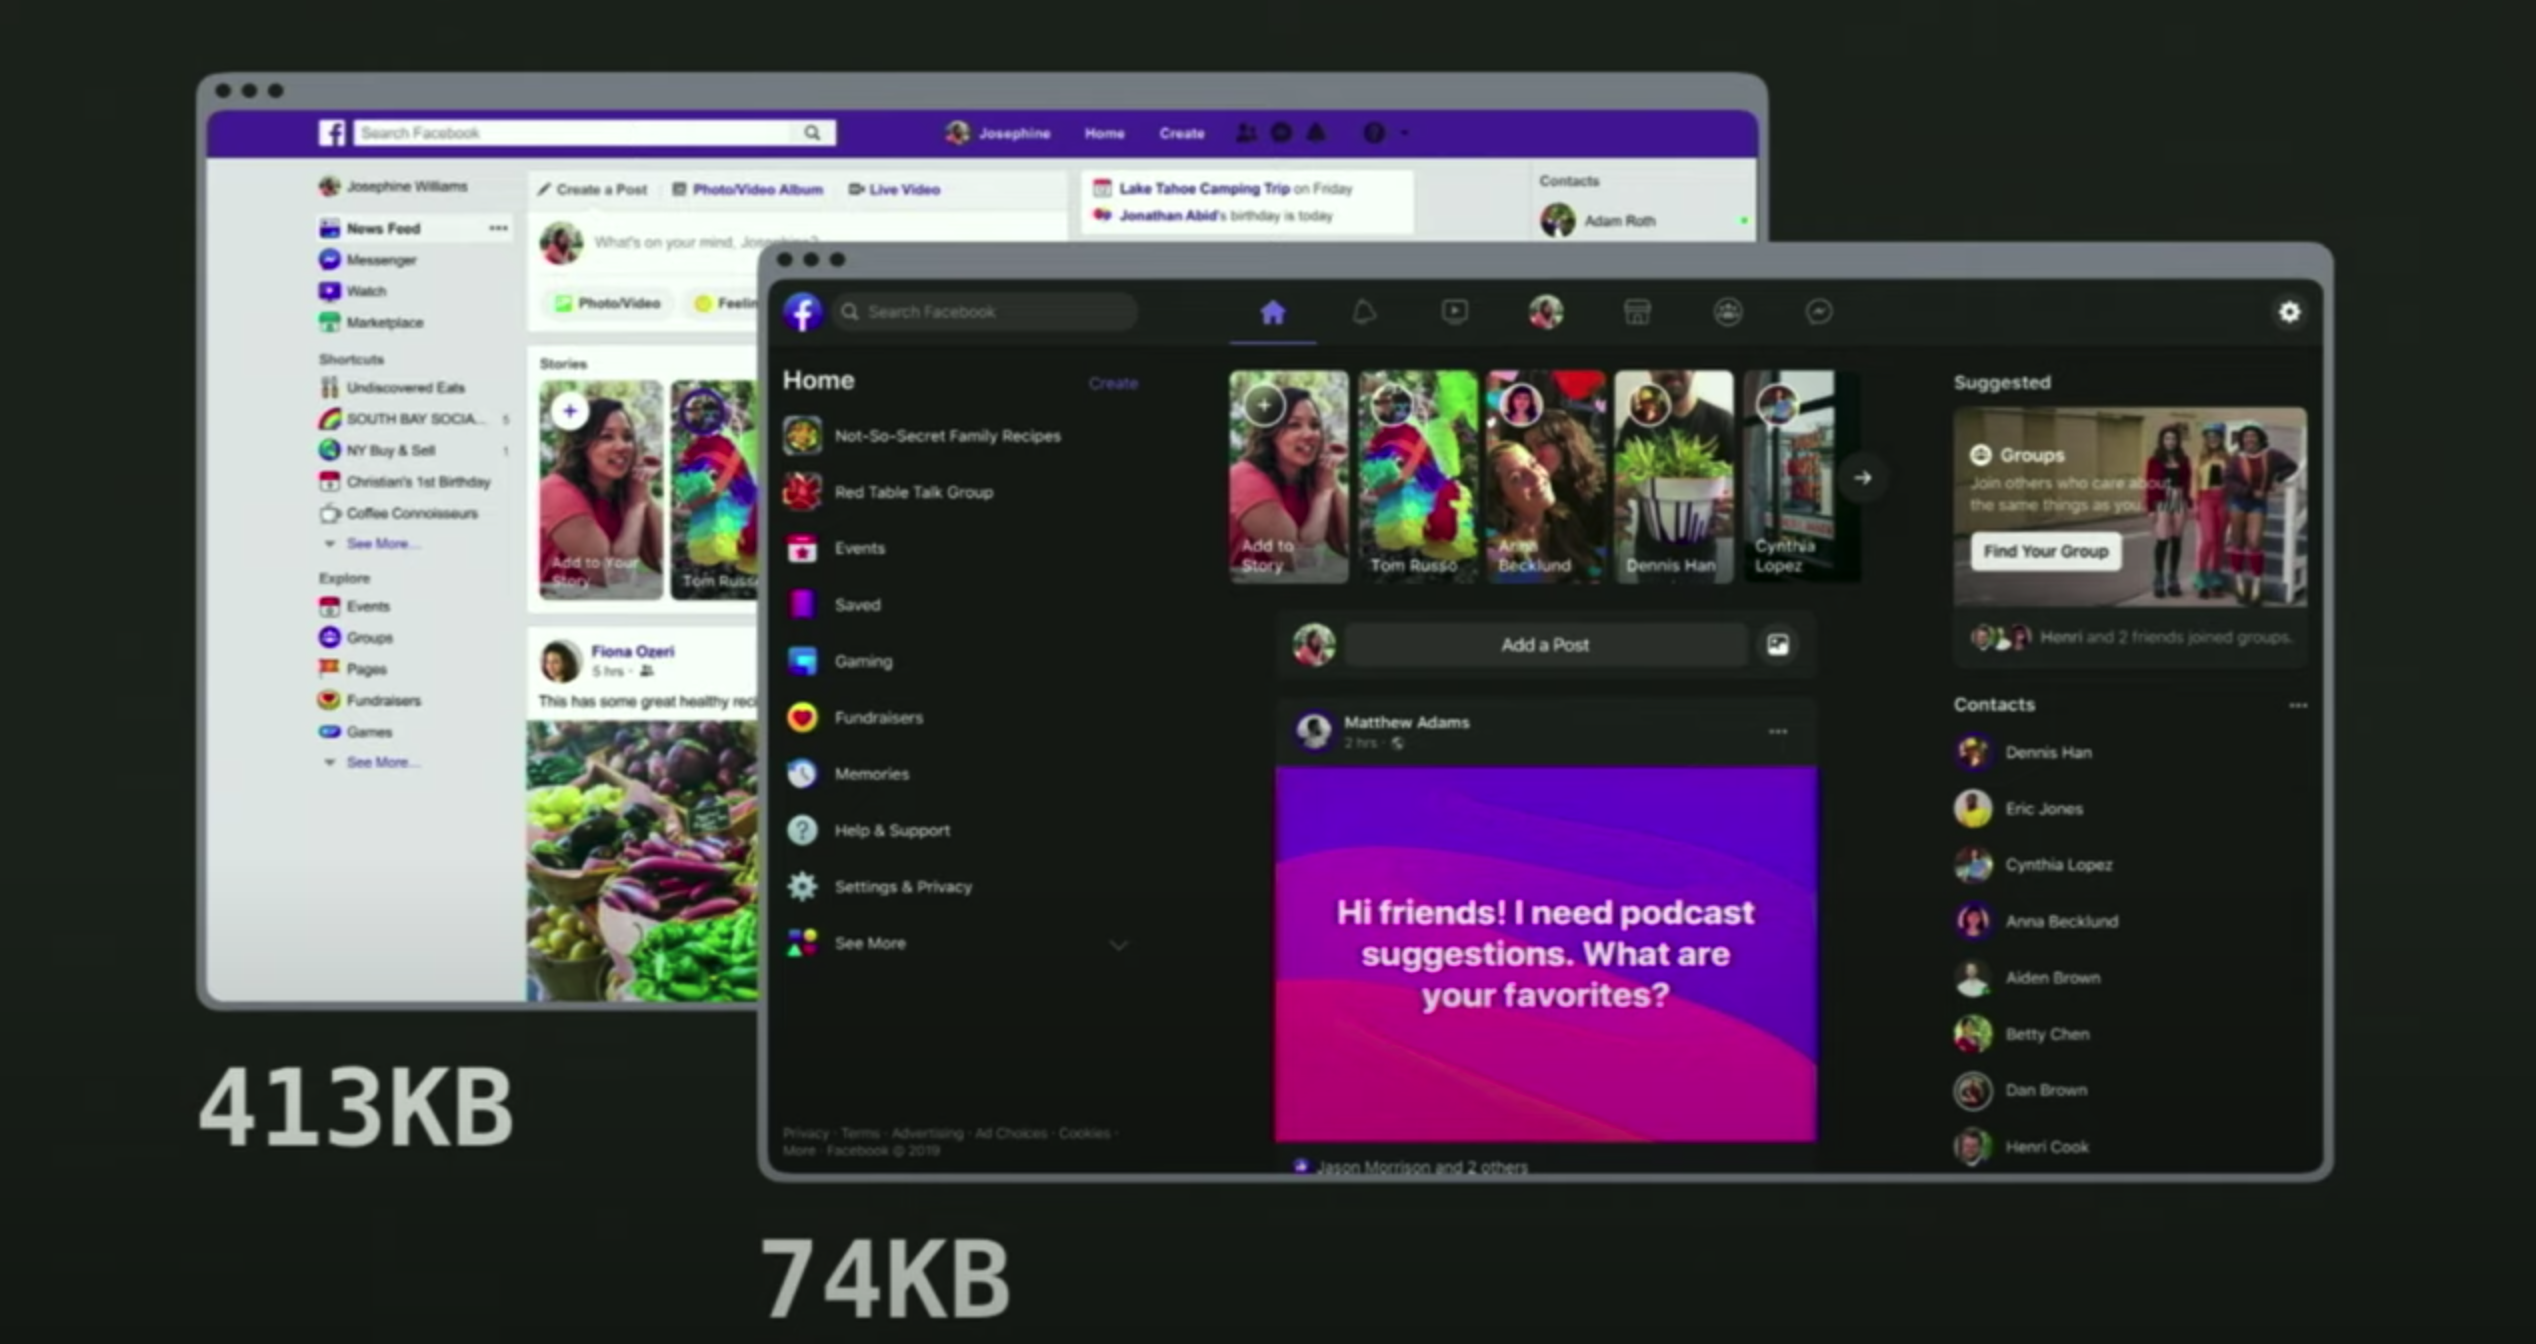 Search Facebook
Josephine
Home
Create
Josephine Williams
News Feed
Messenger
Watch
Marketplace
Shortcuts
Undiscovered Eats
SOUTH BAY SOCIA... 5
NY Buy & Sell 1
Christian's 1st Birthday
Coffee Connoisseurs
See More...
Explore
Events
Groups
Pages
Fundraisers
Games
See More...
Create a Post
Photo/Video Album
Live Video
What's on your mind, Josephine?
Photo/Video
Feelin
Stories
Add to Your
Story
Tom Russo
Fiona Ozeri
5 hrs ·
This has some great healthy reci
Lake Tahoe Camping Trip on Friday
Jonathan Abid's birthday is today
Contacts
Adam Roth
413KB
Search Facebook
Home
Create
Not-So-Secret Family Recipes
Red Table Talk Group
Events
Saved
Gaming
Fundraisers
Memories
Help & Support
Settings & Privacy
See More
Privacy · Terms · Advertising · Ad Choices · Cookies ·
More · Facebook © 2019
Add to
Story
Tom Russo
Anna
Becklund
Dennis Han
Cynthia
Lopez
Add a Post
Matthew Adams
2 hrs ·
Hi friends! I need podcast
suggestions. What are
your favorites?
Jason Morrison and 2 others
Suggested
Groups
Join others who care about
the same things as you.
Find Your Group
Henri and 2 friends joined groups.
Contacts
Dennis Han
Eric Jones
Cynthia Lopez
Anna Becklund
Aiden Brown
Betty Chen
Dan Brown
Henri Cook
74KB